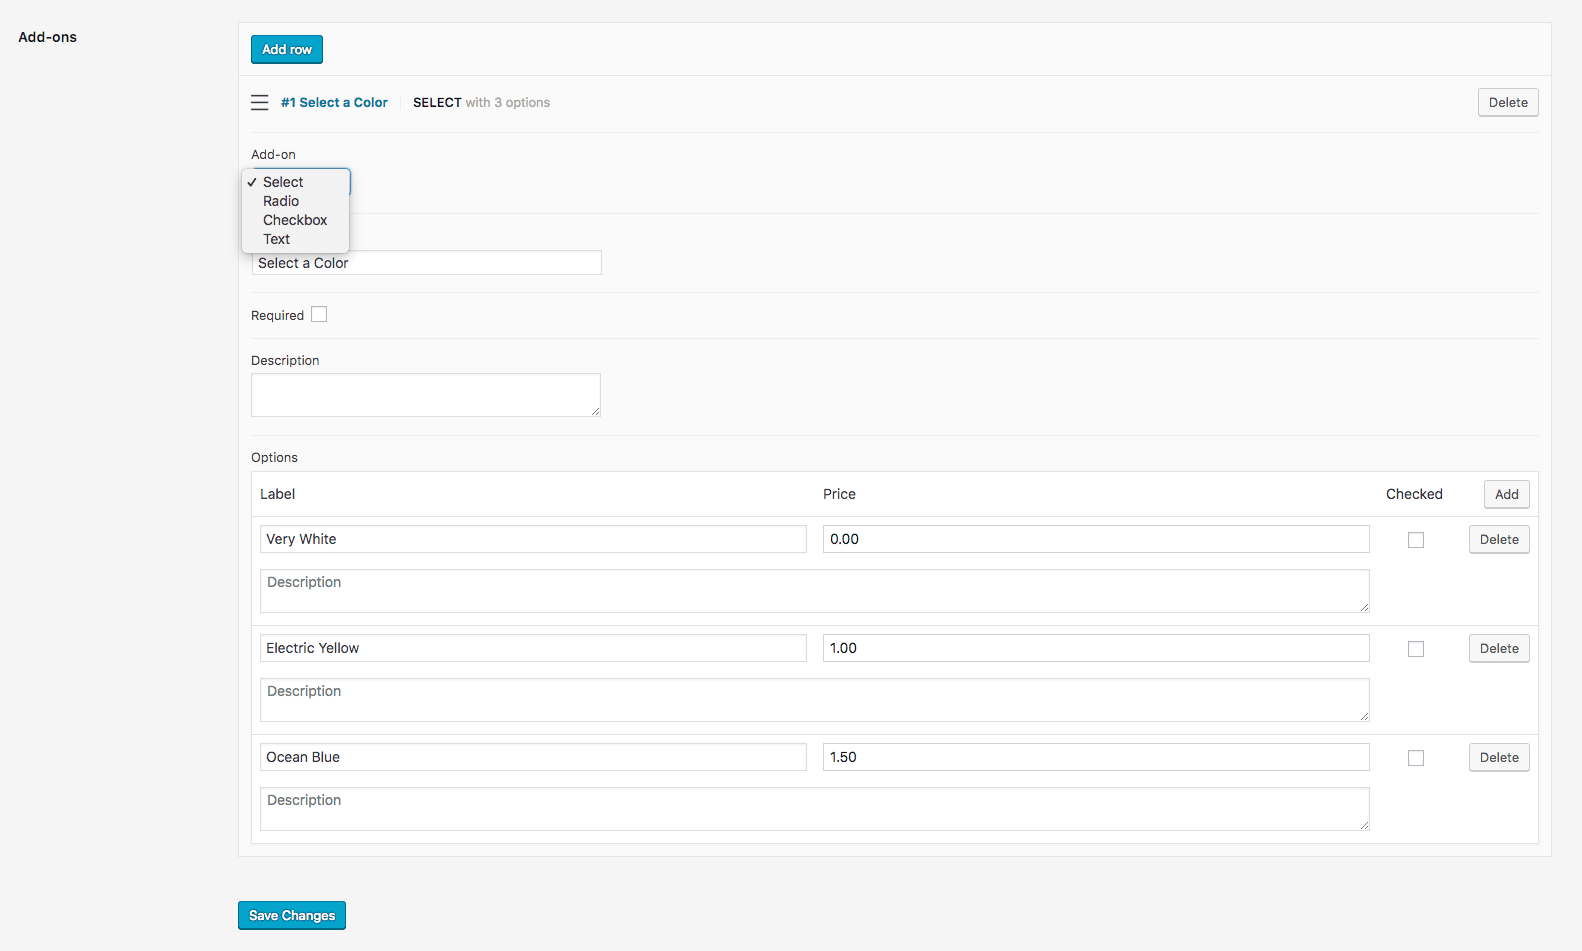 Add-ons
Add row
#1 Select a Color SELECT with 3 options Delete
Add-on
✓ Select
Radio
Checkbox
Text
Select a Color
Required
Description
Options
Label Price Checked Add
Very White 0.00 Delete
Description
Electric Yellow 1.00 Delete
Description
Ocean Blue 1.50 Delete
Description
Save Changes